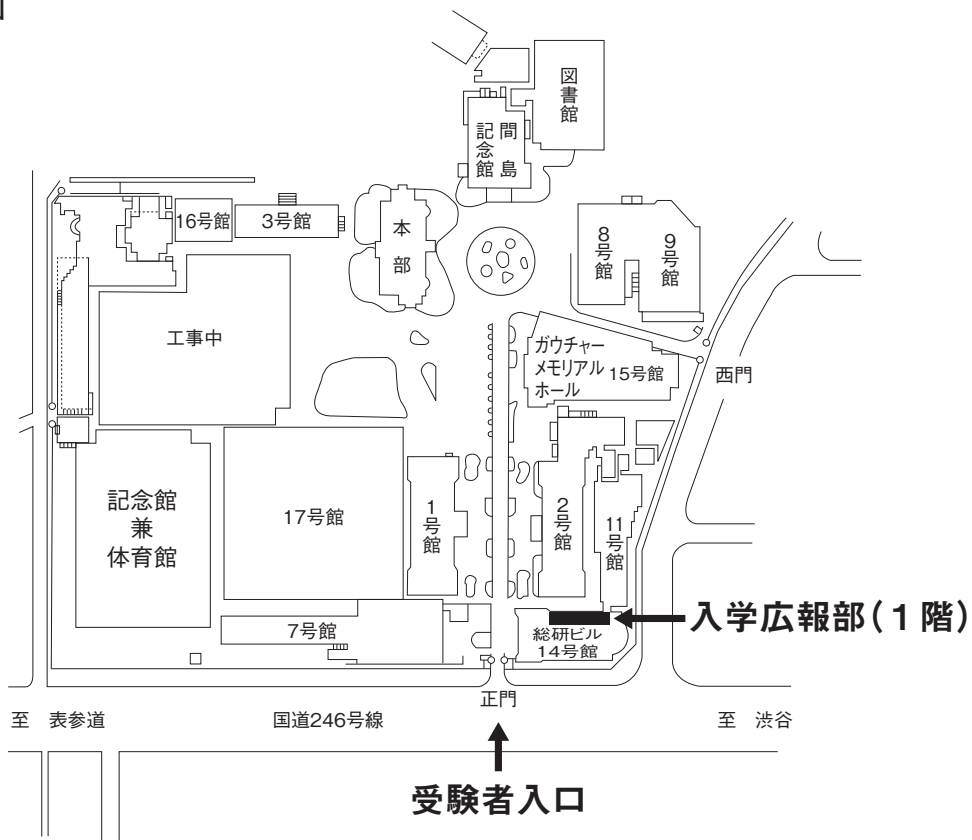 図書館
間島
記念館
16号館
3号館
本部
8号館
9号館
工事中
ガウチャー
メモリアル
ホール
15号館
西門
記念館
兼
体育館
17号館
1号館
2号館
11号館
7号館
総研ビル
14号館
入学広報部(1階)
正門
至 表参道
国道246号線
至 渋谷
受験者入口